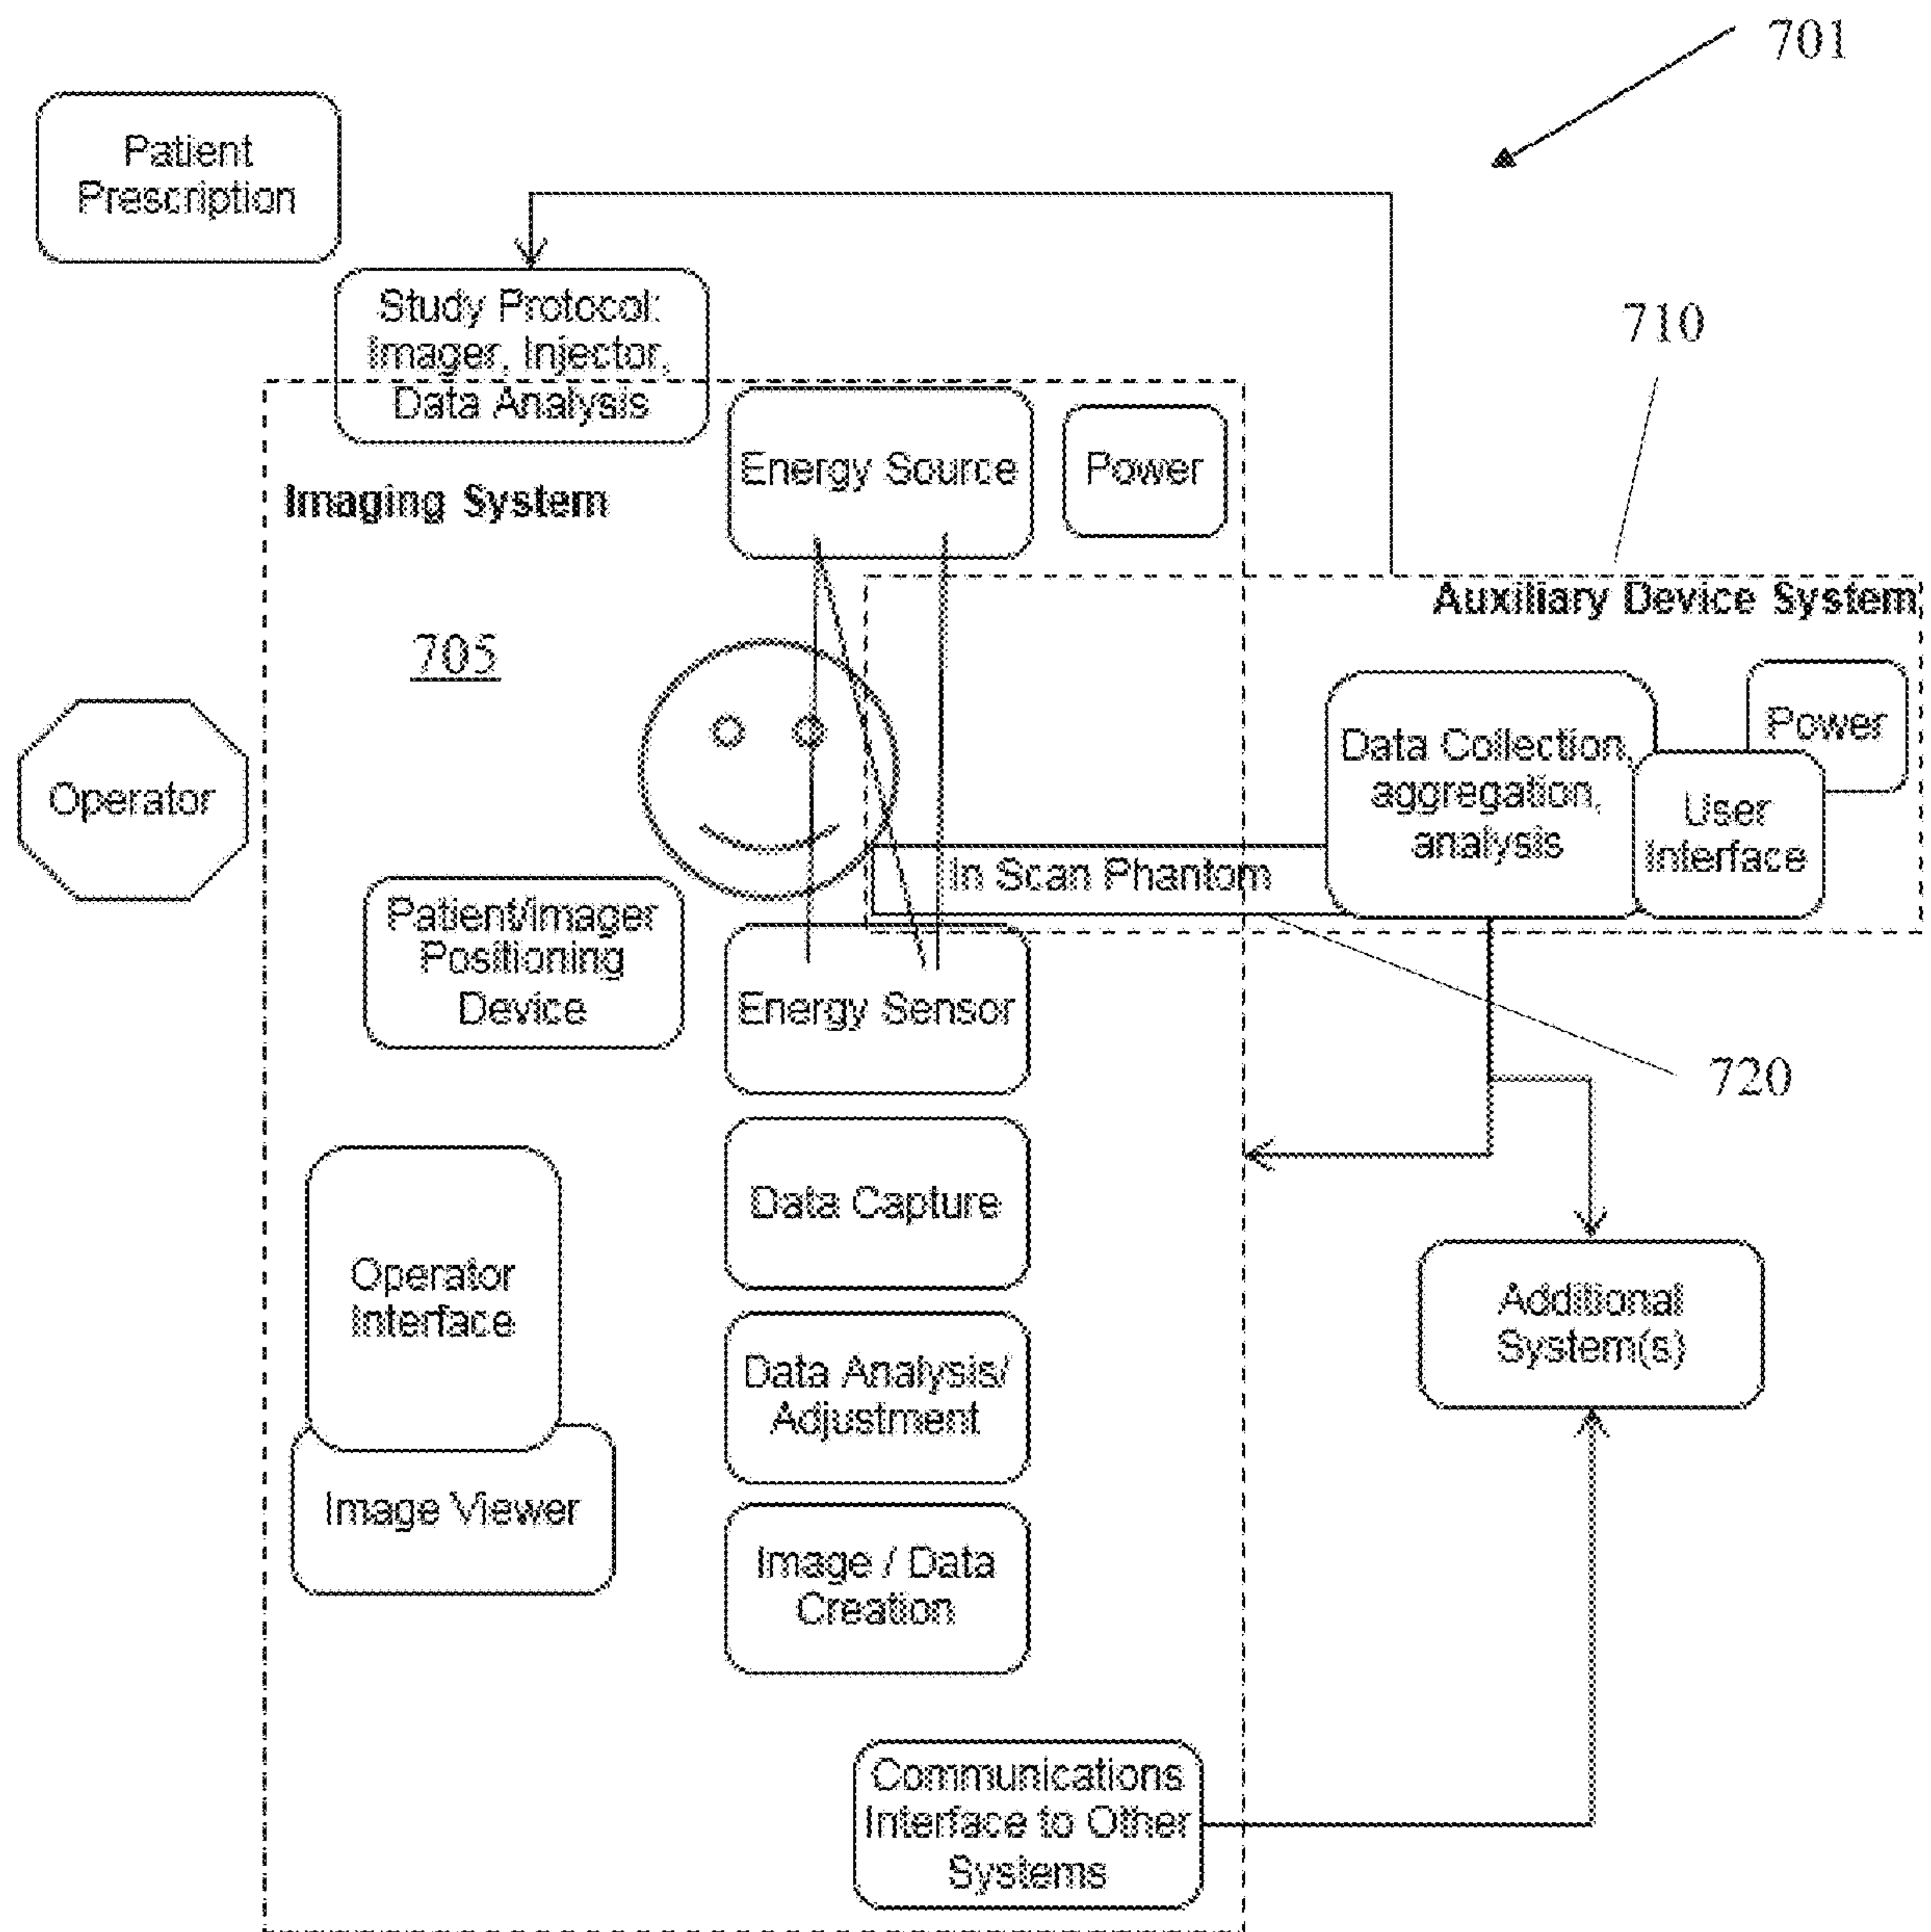 701
Patient
Prescription
Study Protocol:
Imager, Injector,
Data Analysis
710
Energy Source
Power
Imaging System
Auxiliary Device System
705
Power
Data Collection,
aggregation,
analysis
User
Interface
Operator
In Scan Phantom
Patient/Imager
Positioning
Device
Energy Sensor
720
Data Capture
Operator
Interface
Additional
System(s)
Data Analysis/
Adjustment
Image Viewer
Image / Data
Creation
Communications
Interface to Other
Systems